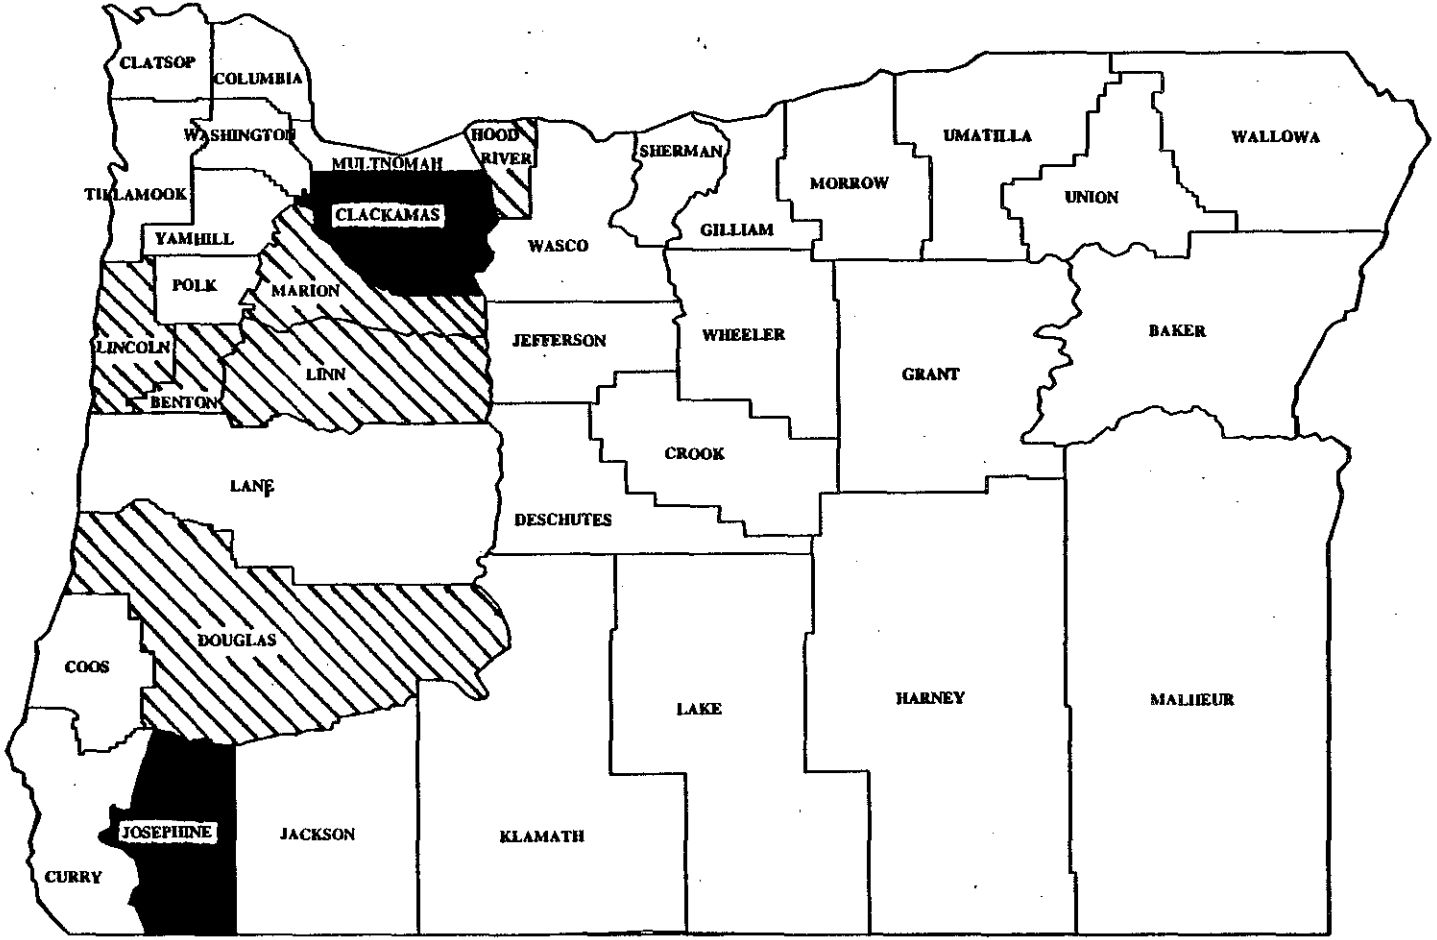 CLATSOP
COLUMBIA
WASHINGTON
MULTNOMAH
HOOD
RIVER
SHERMAN
UMATILLA
WALLOWA
MORROW
UNION
TILLAMOOK
CLACKAMAS
YAMHILL
WASCO
GILLIAM
POLK
MARION
LINCOLN
JEFFERSON
WHEELER
BAKER
LINN
GRANT
BENTON
CROOK
LANE
DESCHUTES
DOUGLAS
COOS
LAKE
HARNEY
MALHEUR
JOSEPHINE
JACKSON
KLAMATH
CURRY